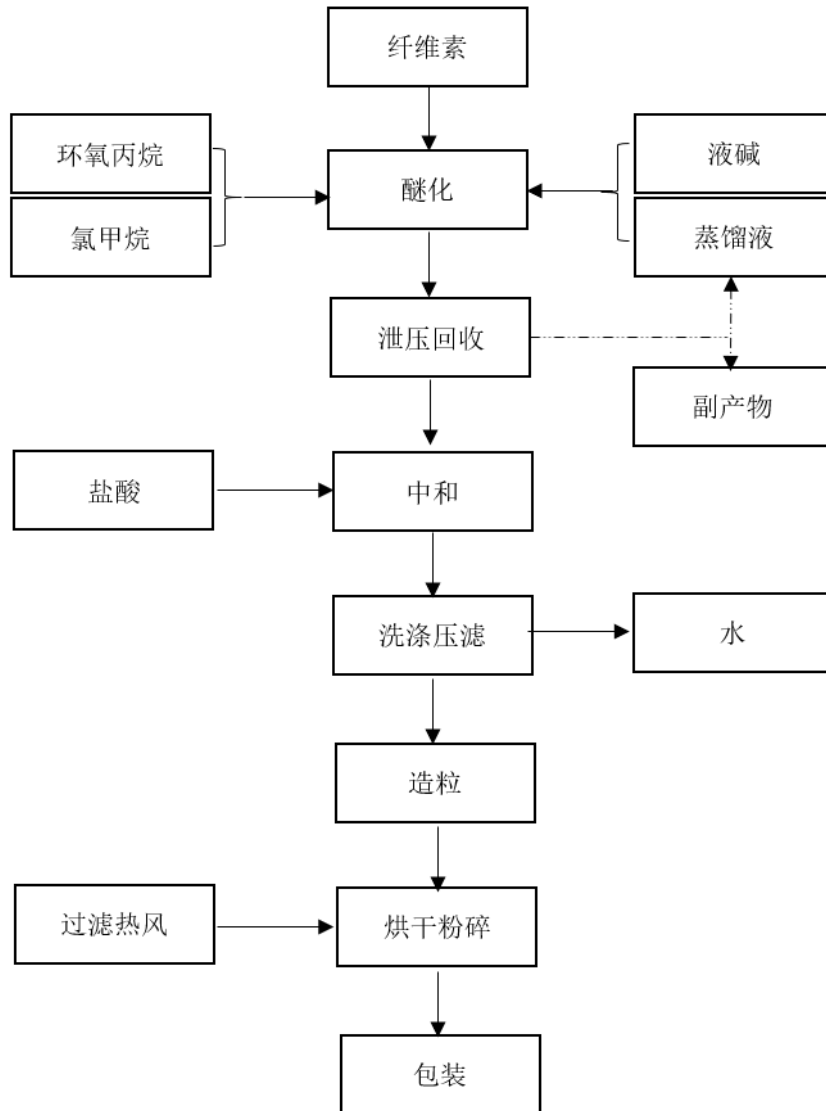 纤维素
环氧丙烷
液碱
醚化
氯甲烷
蒸馏液
泄压回收
副产物
盐酸
中和
洗涤压滤
水
造粒
过滤热风
烘干粉碎
包装